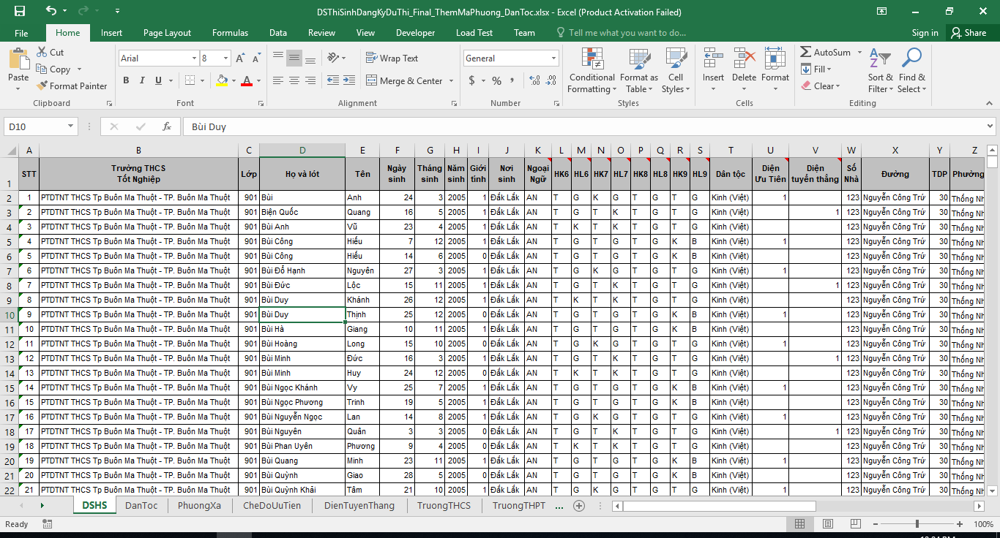 DSThiSinhDangKyDuThi_Final_ThemMaPhuong_DanToc.xlsx - Excel (Product Activation Failed)
File Home Insert Page Layout Formulas Data Review View Developer Load Test Team Tell me what you want to do... Sign in Share
Paste Cut Copy Format Painter Clipboard
Arial 8 B I U A A A Font
Wrap Text Merge & Center Alignment
General $ % , .0 .00 .00 .0 Number
Conditional Formatting Format as Table Cell Styles Styles
Insert Delete Format Cells
AutoSum Fill Clear Sort & Filter Find & Select Editing
D10 fx Bùi Duy
A B C D E F G H I J K L M N O P Q R S T U V W X Y Z
1 STT Trường THCS Tốt Nghiệp Lớp Họ và lót Tên Ngày sinh Tháng sinh Năm sinh Giới tính Nơi sinh Ngoại Ngữ HK6 HL6 HK7 HL7 HK8 HL8 HK9 HL9 Dân tộc Diện Ưu Tiên Diện tuyển thẳng Số Nhà Đường TDP Phường
2 1 PTDTNT THCS Tp Buôn Ma Thuột - TP. Buôn Ma Thuột 901 Bùi Anh 24 3 2005 1 Đắk Lắk AN T G K G T G T G Kinh (Việt) 1 123 Nguyễn Công Trứ 30 Thống Nh
3 2 PTDTNT THCS Tp Buôn Ma Thuột - TP. Buôn Ma Thuột 901 Biện Quốc Quang 16 5 2005 1 Đắk Lắk AN T G T K T G T G Kinh (Việt) 1 123 Nguyễn Công Trứ 30 Thống Nh
4 3 PTDTNT THCS Tp Buôn Ma Thuột - TP. Buôn Ma Thuột 901 Bùi Anh Vũ 23 4 2005 1 Đắk Lắk AN T K T K T G T G Kinh (Việt) 123 Nguyễn Công Trứ 30 Thống Nh
5 4 PTDTNT THCS Tp Buôn Ma Thuột - TP. Buôn Ma Thuột 901 Bùi Công Hiếu 7 12 2005 1 Đắk Lắk AN T G T G T G K B Kinh (Việt) 1 123 Nguyễn Công Trứ 30 Thống Nh
6 5 PTDTNT THCS Tp Buôn Ma Thuột - TP. Buôn Ma Thuột 901 Bùi Công Hiếu 14 6 2005 0 Đắk Lắk AN T G T G T G K B Kinh (Việt) 123 Nguyễn Công Trứ 30 Thống Nh
7 6 PTDTNT THCS Tp Buôn Ma Thuột - TP. Buôn Ma Thuột 901 Bùi Đỗ Hạnh Nguyên 27 3 2005 1 Đắk Lắk AN T G K G T G T G Kinh (Việt) 1 123 Nguyễn Công Trứ 30 Thống Nh
8 7 PTDTNT THCS Tp Buôn Ma Thuột - TP. Buôn Ma Thuột 901 Bùi Đức Lộc 15 11 2005 1 Đắk Lắk AN T G T K T G T G Kinh (Việt) 1 123 Nguyễn Công Trứ 30 Thống Nh
9 8 PTDTNT THCS Tp Buôn Ma Thuột - TP. Buôn Ma Thuột 901 Bùi Duy Khánh 26 12 2005 1 Đắk Lắk AN T K T K T G T G Kinh (Việt) 123 Nguyễn Công Trứ 30 Thống Nh
10 9 PTDTNT THCS Tp Buôn Ma Thuột - TP. Buôn Ma Thuột 901 Bùi Duy Thịnh 25 12 2005 0 Đắk Lắk AN T G T G T G K B Kinh (Việt) 1 123 Nguyễn Công Trứ 30 Thống Nh
11 10 PTDTNT THCS Tp Buôn Ma Thuột - TP. Buôn Ma Thuột 901 Bùi Hà Giang 10 11 2005 1 Đắk Lắk AN T G T G T G K B Kinh (Việt) 123 Nguyễn Công Trứ 30 Thống Nh
12 11 PTDTNT THCS Tp Buôn Ma Thuột - TP. Buôn Ma Thuột 901 Bùi Hoàng Long 15 10 2005 0 Đắk Lắk AN T G K G T G T G Kinh (Việt) 1 123 Nguyễn Công Trứ 30 Thống Nh
13 12 PTDTNT THCS Tp Buôn Ma Thuột - TP. Buôn Ma Thuột 901 Bùi Minh Đức 16 3 2005 1 Đắk Lắk AN T G T K T G T G Kinh (Việt) 1 123 Nguyễn Công Trứ 30 Thống Nh
14 13 PTDTNT THCS Tp Buôn Ma Thuột - TP. Buôn Ma Thuột 901 Bùi Minh Huy 24 12 2005 0 Đắk Lắk AN T K T K T G T G Kinh (Việt) 123 Nguyễn Công Trứ 30 Thống Nh
15 14 PTDTNT THCS Tp Buôn Ma Thuột - TP. Buôn Ma Thuột 901 Bùi Ngọc Khánh Vy 25 7 2005 1 Đắk Lắk AN T G T G T G K B Kinh (Việt) 1 123 Nguyễn Công Trứ 30 Thống Nh
16 15 PTDTNT THCS Tp Buôn Ma Thuột - TP. Buôn Ma Thuột 901 Bùi Ngọc Phương Trinh 19 5 2005 1 Đắk Lắk AN T G T G T G K B Kinh (Việt) 123 Nguyễn Công Trứ 30 Thống Nh
17 16 PTDTNT THCS Tp Buôn Ma Thuột - TP. Buôn Ma Thuột 901 Bùi Nguyễn Ngọc Lan 14 8 2005 1 Đắk Lắk AN T G K G T G T G Kinh (Việt) 1 123 Nguyễn Công Trứ 30 Thống Nh
18 17 PTDTNT THCS Tp Buôn Ma Thuột - TP. Buôn Ma Thuột 901 Bùi Nguyên Quân 3 3 2005 0 Đắk Lắk AN T G T K T G T G Kinh (Việt) 1 123 Nguyễn Công Trứ 30 Thống Nh
19 18 PTDTNT THCS Tp Buôn Ma Thuột - TP. Buôn Ma Thuột 901 Bùi Phan Uyên Phương 9 4 2005 0 Đắk Lắk AN T K T K T G T G Kinh (Việt) 123 Nguyễn Công Trứ 30 Thống Nh
20 19 PTDTNT THCS Tp Buôn Ma Thuột - TP. Buôn Ma Thuột 901 Bùi Quang Minh 23 11 2005 1 Đắk Lắk AN T G T G T G K B Kinh (Việt) 1 123 Nguyễn Công Trứ 30 Thống Nh
21 20 PTDTNT THCS Tp Buôn Ma Thuột - TP. Buôn Ma Thuột 901 Bùi Quỳnh Giao 28 5 2005 0 Đắk Lắk AN T G T G T G K B Kinh (Việt) 123 Nguyễn Công Trứ 30 Thống Nh
22 21 PTDTNT THCS Tp Buôn Ma Thuột - TP. Buôn Ma Thuột 901 Bùi Quỳnh Khải Tâm 21 10 2005 1 Đắk Lắk AN T G K G T G T G Kinh (Việt) 1 123 Nguyễn Công Trứ 30 Thống Nh
DSHS DanToc PhuongXa CheDoUuTien DienTuyenThang TruongTHCS TruongTHPT ...
Ready 100%